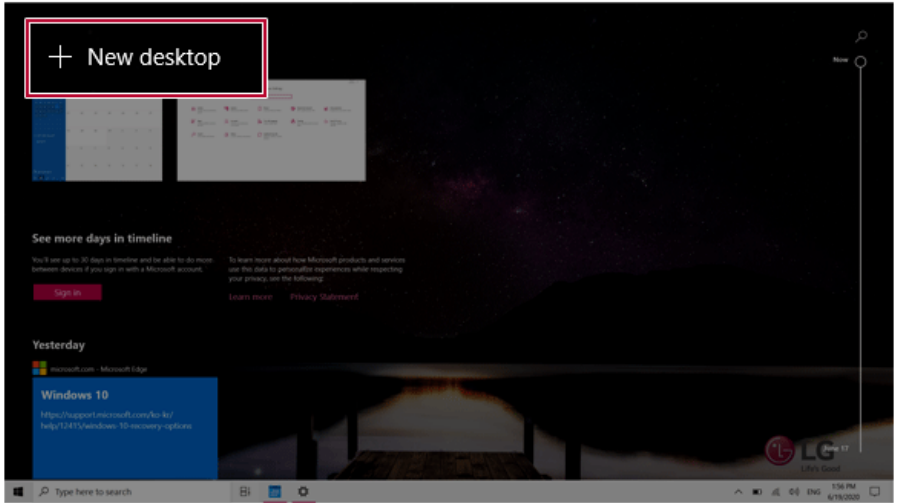 + New desktop
Now
See more days in timeline
You'll see up to 30 days in timeline and be able to do more
between devices if you sign in with a Microsoft account.
Sign in
To learn more about how Microsoft products and services
use this data to personalize experiences while respecting
your privacy, see the following:
Learn more Privacy Statement
Yesterday
microsoft.com - Microsoft Edge
Windows 10
https://support.microsoft.com/ko-kr/
help/12415/windows-10-recovery-options
June 17
LG
Life's Good
Type here to search
1:56 PM
6/19/2020